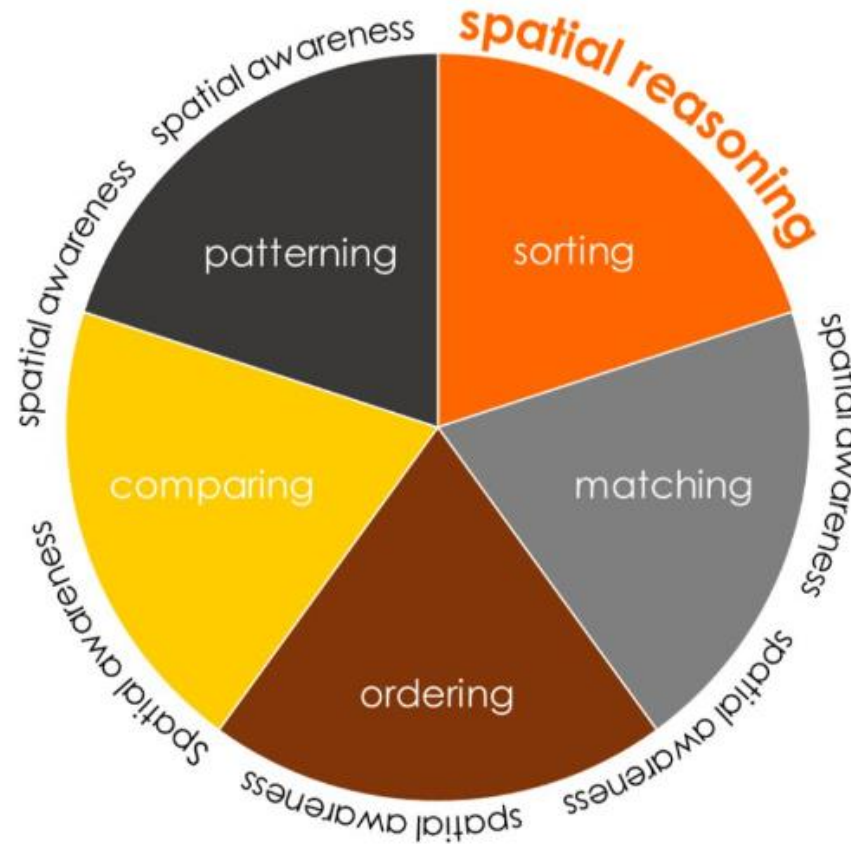 spatial reasoning
sorting
spatial awareness
matching
spatial awareness
ordering
spatial awareness
Spatial awareness
comparing
spatial awareness
patterning
spatial awareness